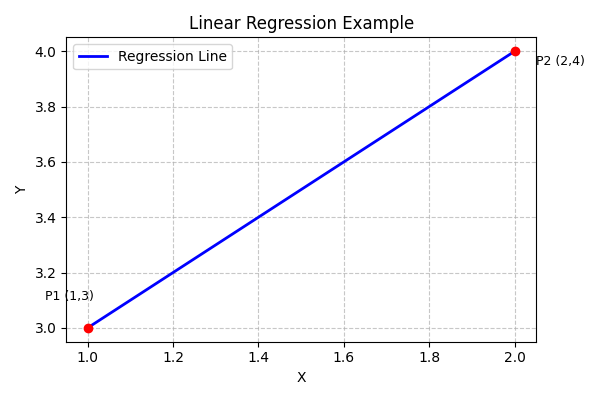 Linear Regression Example
Regression Line
P1 (1,3)
P2 (2,4)
Y
4.0
3.8
3.6
3.4
3.2
3.0
1.0 1.2 1.4 1.6 1.8 2.0
X